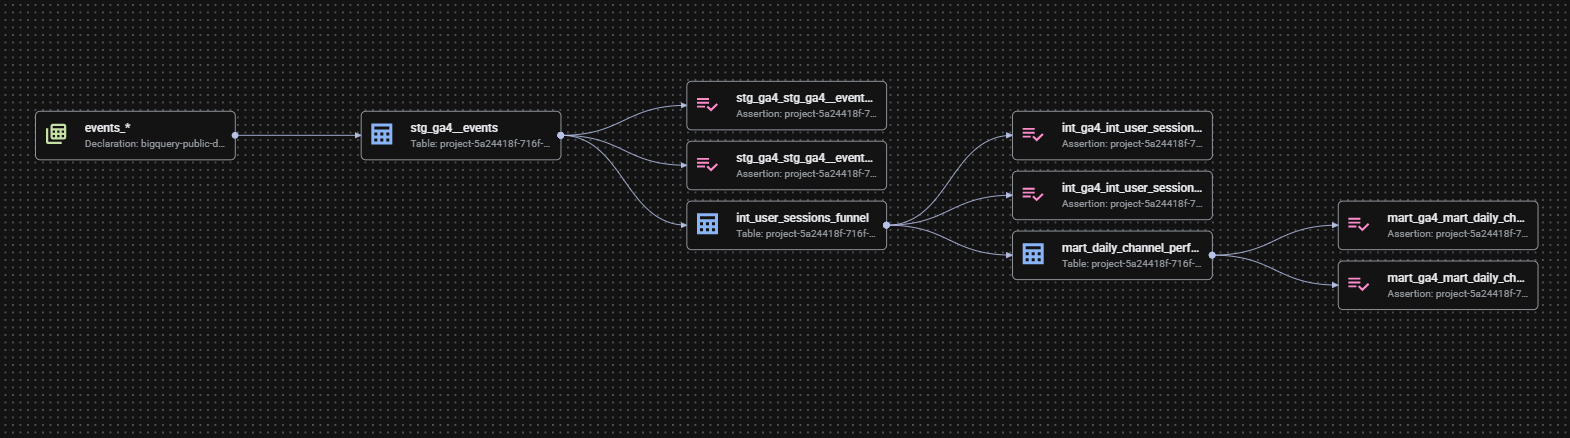 events_*
Declaration: bigquery-public-d...
stg_ga4__events
Table: project-5a24418f-716f-...
stg_ga4_stg_ga4__event...
Assertion: project-5a24418f-7...
stg_ga4_stg_ga4__event...
Assertion: project-5a24418f-7...
int_user_sessions_funnel
Table: project-5a24418f-716f-...
int_ga4_int_user_session...
Assertion: project-5a24418f-7...
int_ga4_int_user_session...
Assertion: project-5a24418f-7...
mart_daily_channel_perf...
Table: project-5a24418f-716f-...
mart_ga4_mart_daily_ch...
Assertion: project-5a24418f-7...
mart_ga4_mart_daily_ch...
Assertion: project-5a24418f-7...